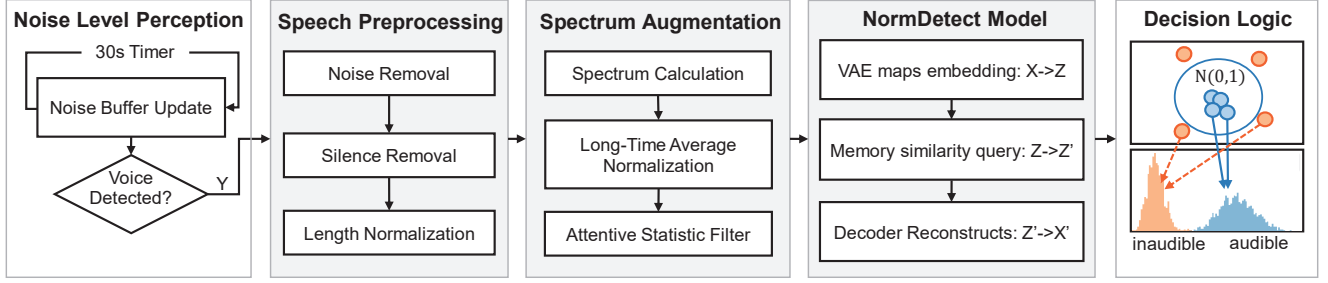 Noise Level Perception
30s Timer
Noise Buffer Update
Voice
Detected?
Y
Speech Preprocessing
Noise Removal
Silence Removal
Length Normalization
Spectrum Augmentation
Spectrum Calculation
Long-Time Average
Normalization
Attentive Statistic Filter
NormDetect Model
VAE maps embedding: X->Z
Memory similarity query: Z->Z’
Decoder Reconstructs: Z’->X’
Decision Logic
N(0,1)
inaudible
audible